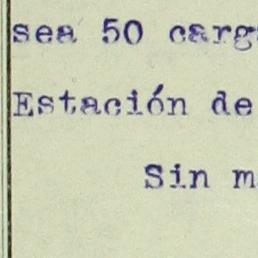 sea 50 carg
Estación de
Sin m